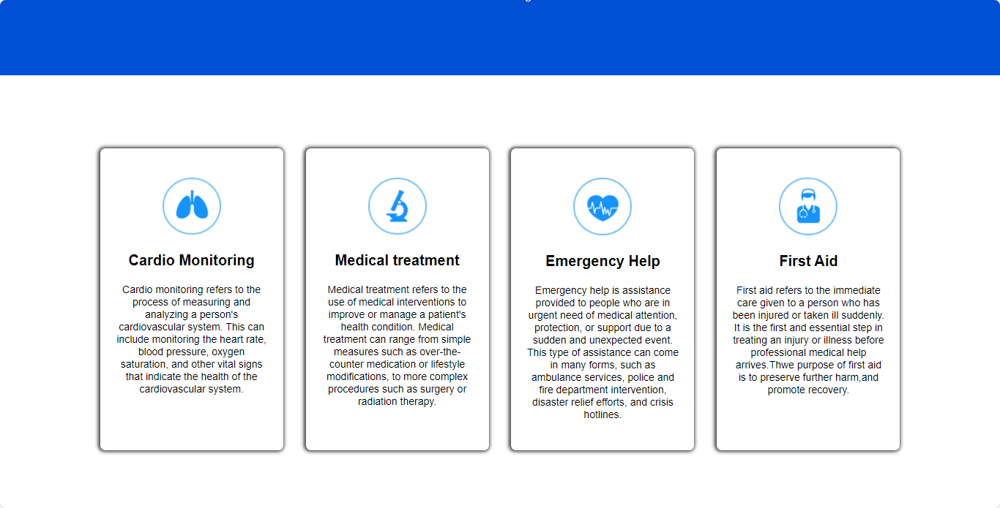 Cardio Monitoring
Cardio monitoring refers to the
process of measuring and
analyzing a person's
cardiovascular system. This can
include monitoring the heart rate,
blood pressure, oxygen
saturation, and other vital signs
that indicate the health of the
cardiovascular system.
Medical treatment
Medical treatment refers to the
use of medical interventions to
improve or manage a patient's
health condition. Medical
treatment can range from simple
measures such as over-the-
counter medication or lifestyle
modifications, to more complex
procedures such as surgery or
radiation therapy.
Emergency Help
Emergency help is assistance
provided to people who are in
urgent need of medical attention,
protection, or support due to a
sudden and unexpected event.
This type of assistance can come
in many forms, such as
ambulance services, police and
fire department intervention,
disaster relief efforts, and crisis
hotlines.
First Aid
First aid refers to the immediate
care given to a person who has
been injured or taken ill suddenly.
It is the first and essential step in
treating an injury or illness before
professional medical help
arrives.Thwe purpose of first aid
is to preserve further harm,and
promote recovery.